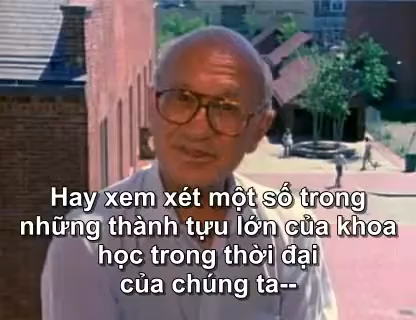 Hay xem xét một số trong
những thành tựu lớn của khoa
học trong thời đại
của chúng ta--